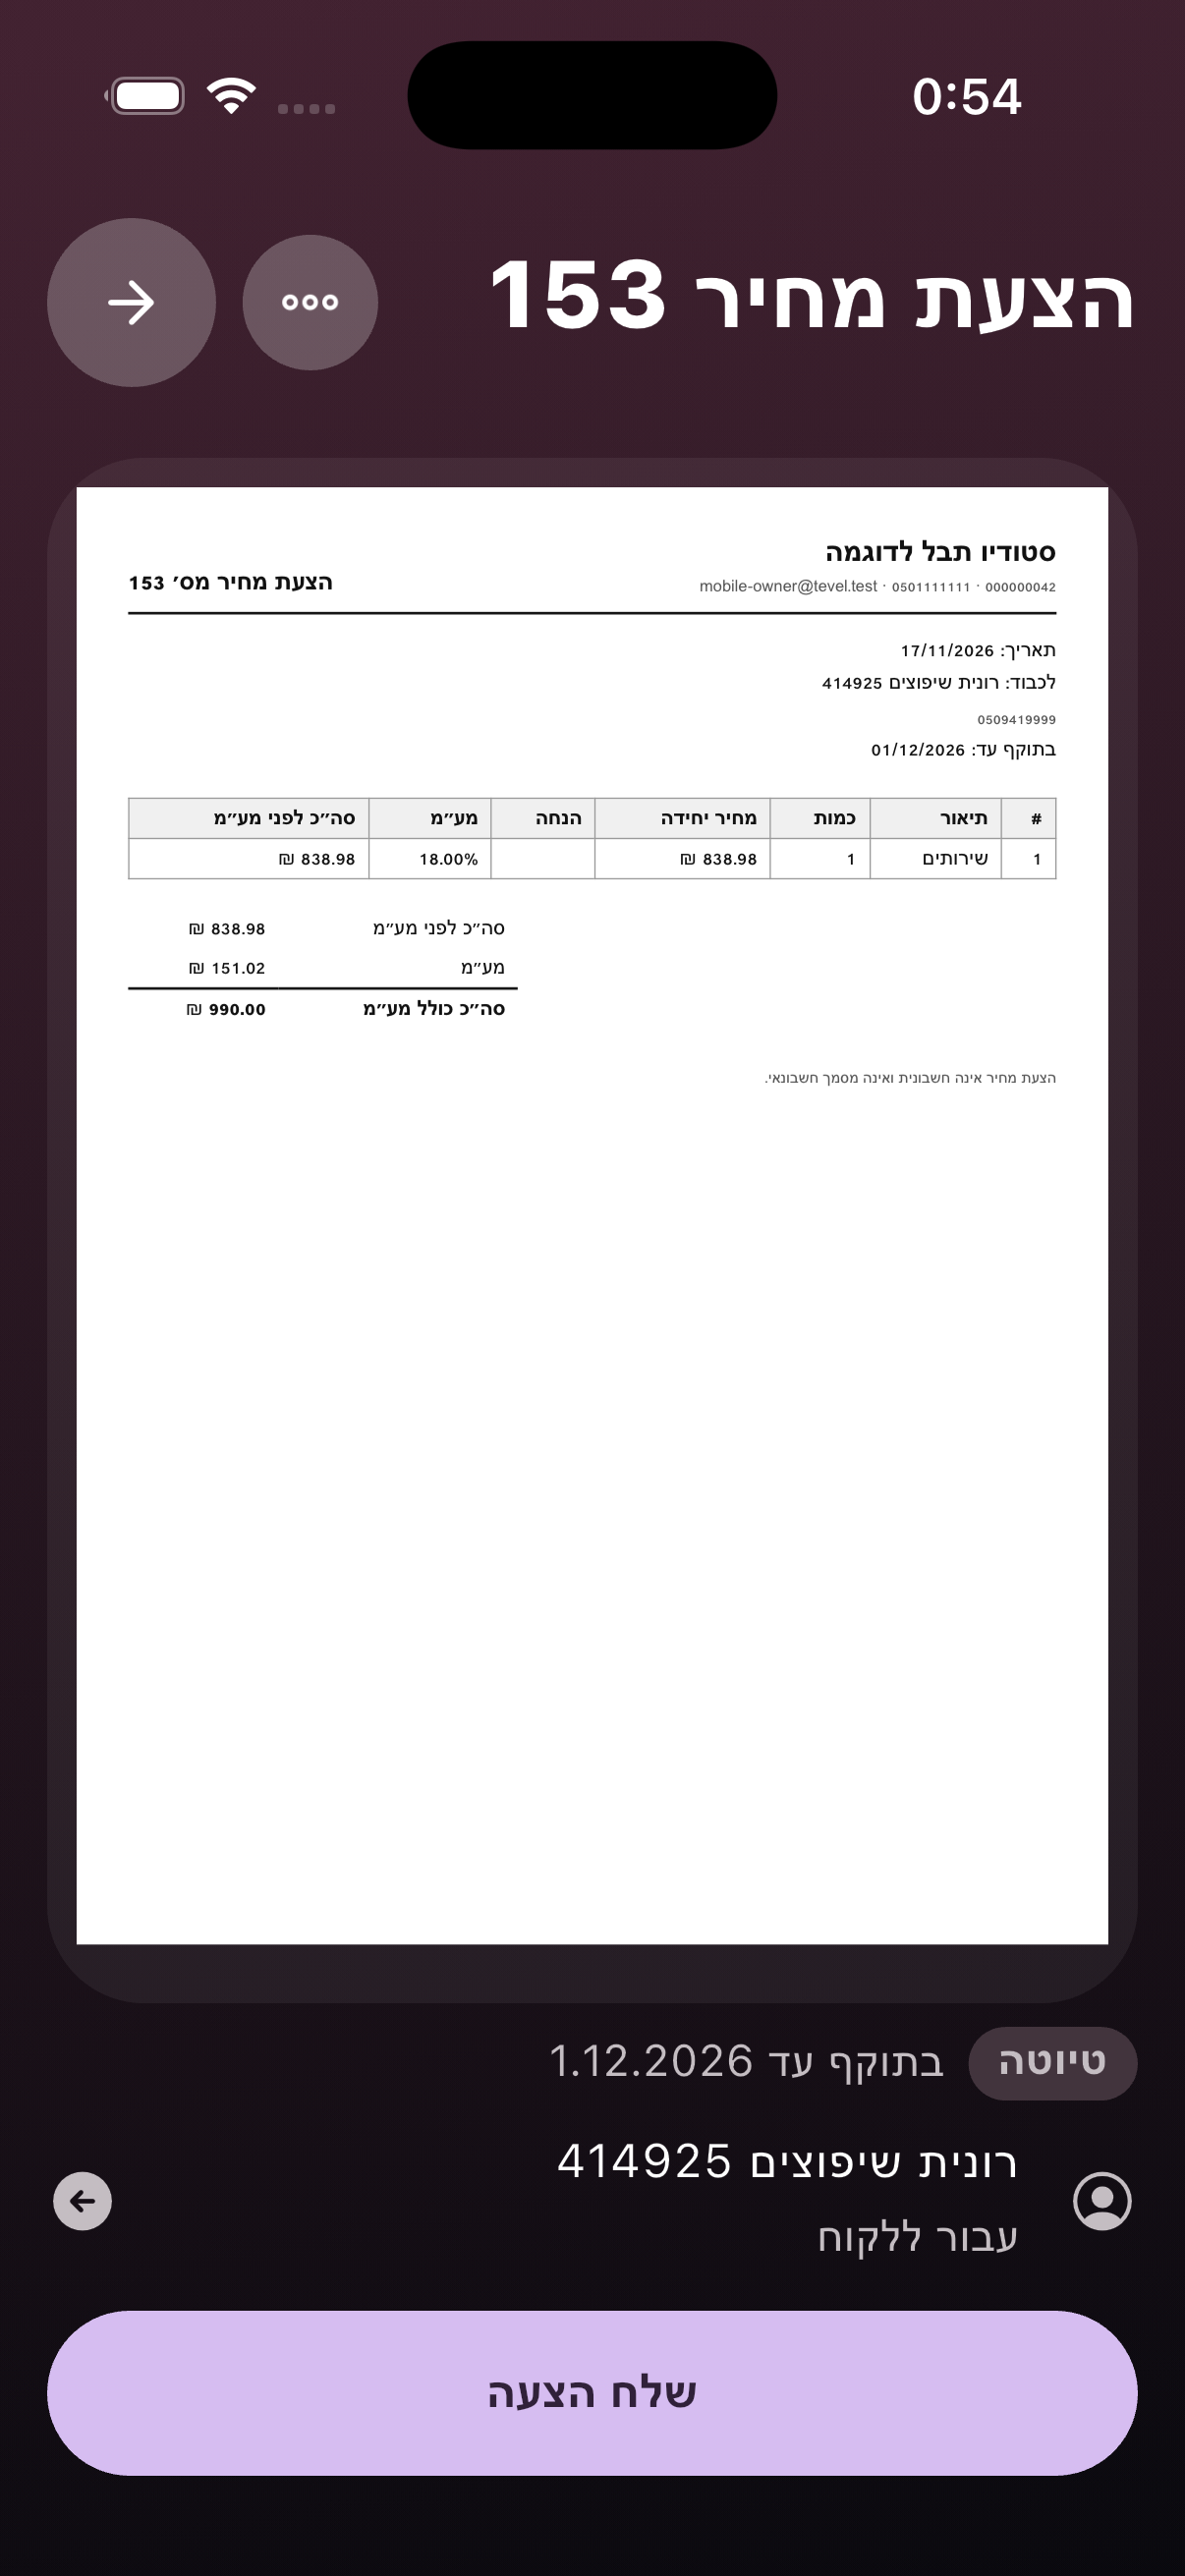 0:54
הצעת מחיר 153
סטודיו תבל לדוגמה
000000042 · 0501111111 · mobile-owner@tevel.test
הצעת מחיר מס׳ 153
תאריך: 17/11/2026
לכבוד: רונית שיפוצים 414925
0509419999
בתוקף עד: 01/12/2026
# תיאור כמות מחיר יחידה הנחה מע״מ סה״כ לפני מע״מ
1 שירותים 1 838.98 ₪ 18.00% 838.98 ₪
סה״כ לפני מע״מ 838.98 ₪
מע״מ 151.02 ₪
סה״כ כולל מע״מ 990.00 ₪
הצעת מחיר אינה חשבונית ואינה מסמך חשבונאי.
טיוטה בתוקף עד 1.12.2026
רונית שיפוצים 414925
עבור ללקוח
שלח הצעה